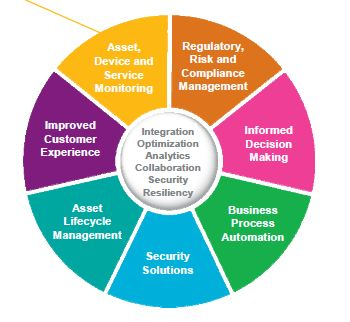 Asset,
Device and
Service
Monitoring
Regulatory,
Risk and
Compliance
Management
Informed
Decision
Making
Business
Process
Automation
Security
Solutions
Asset
Lifecycle
Management
Improved
Customer
Experience
Integration
Optimization
Analytics
Collaboration
Security
Resiliency